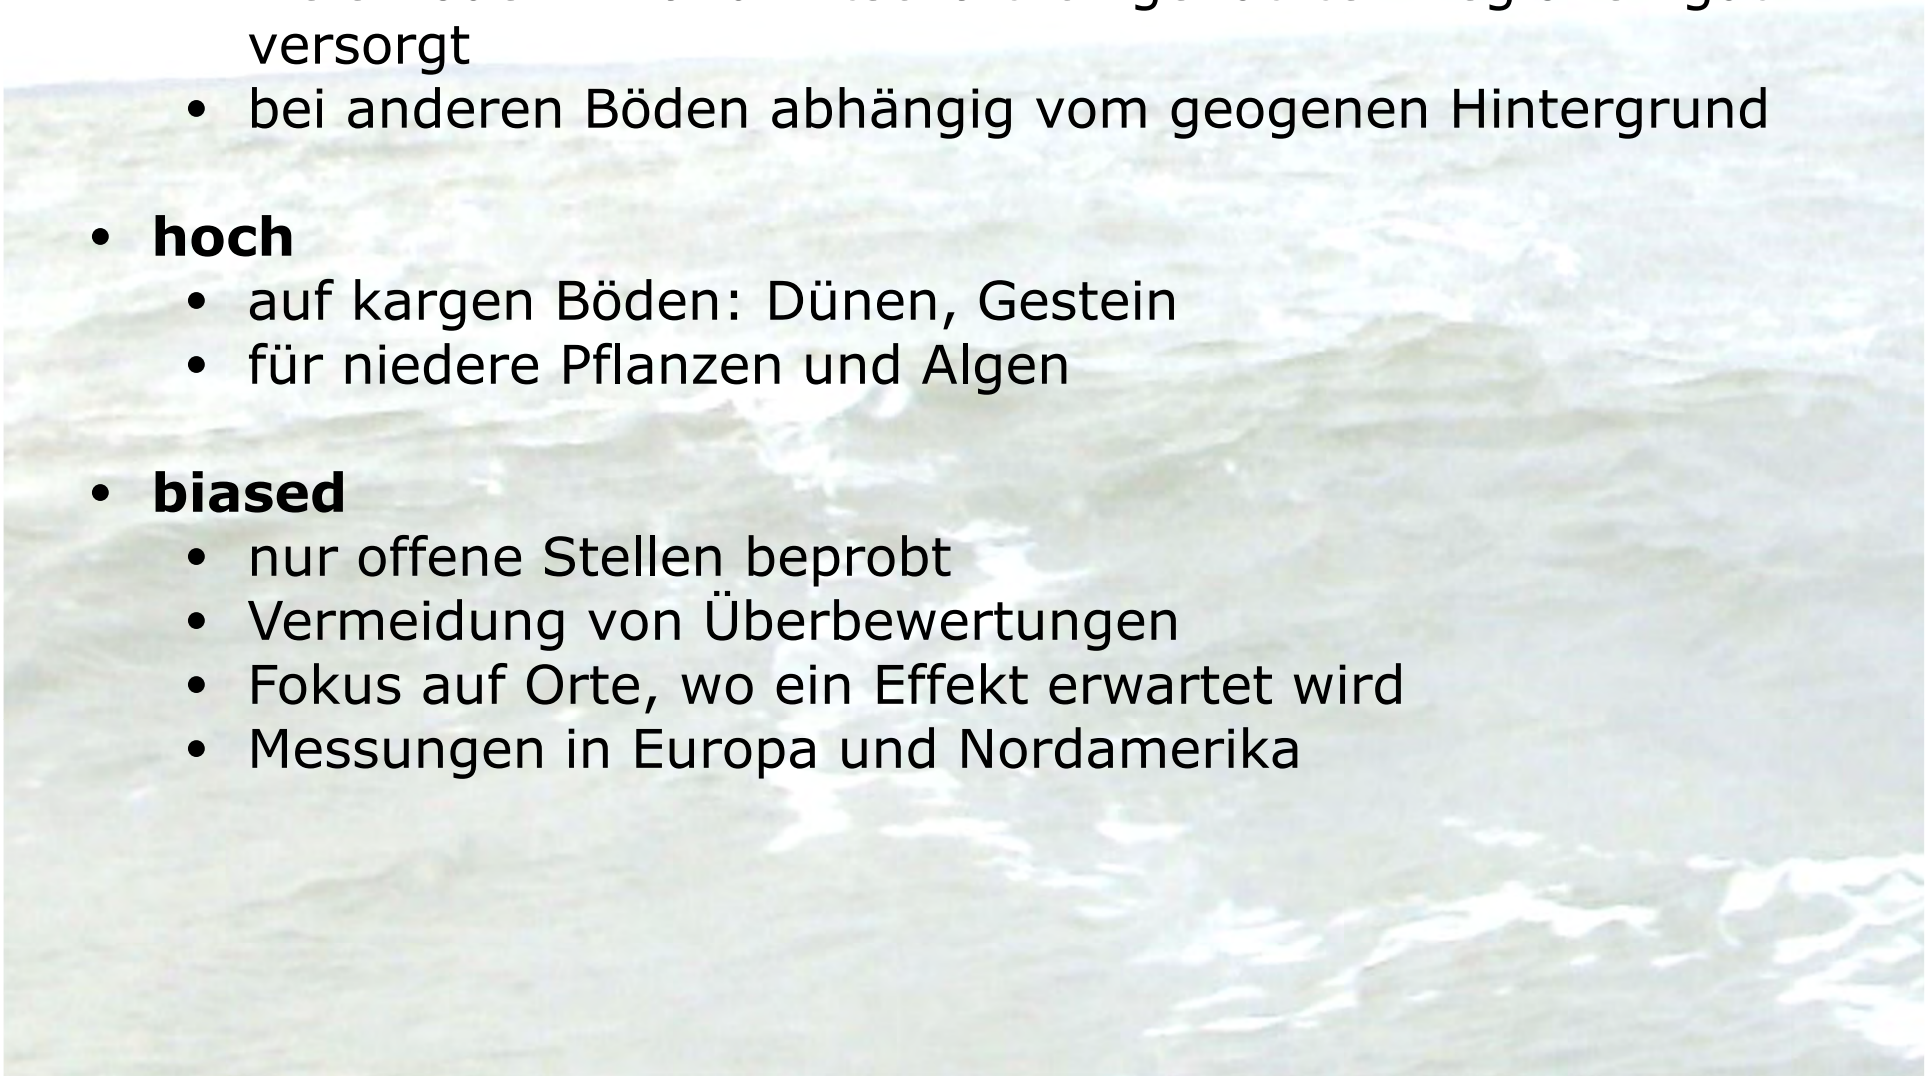 versorgt
• bei anderen Böden abhängig vom geogenen Hintergrund
• hoch
• auf kargen Böden: Dünen, Gestein
• für niedere Pflanzen und Algen
• biased
• nur offene Stellen beprobt
• Vermeidung von Überbewertungen
• Fokus auf Orte, wo ein Effekt erwartet wird
• Messungen in Europa und Nordamerika